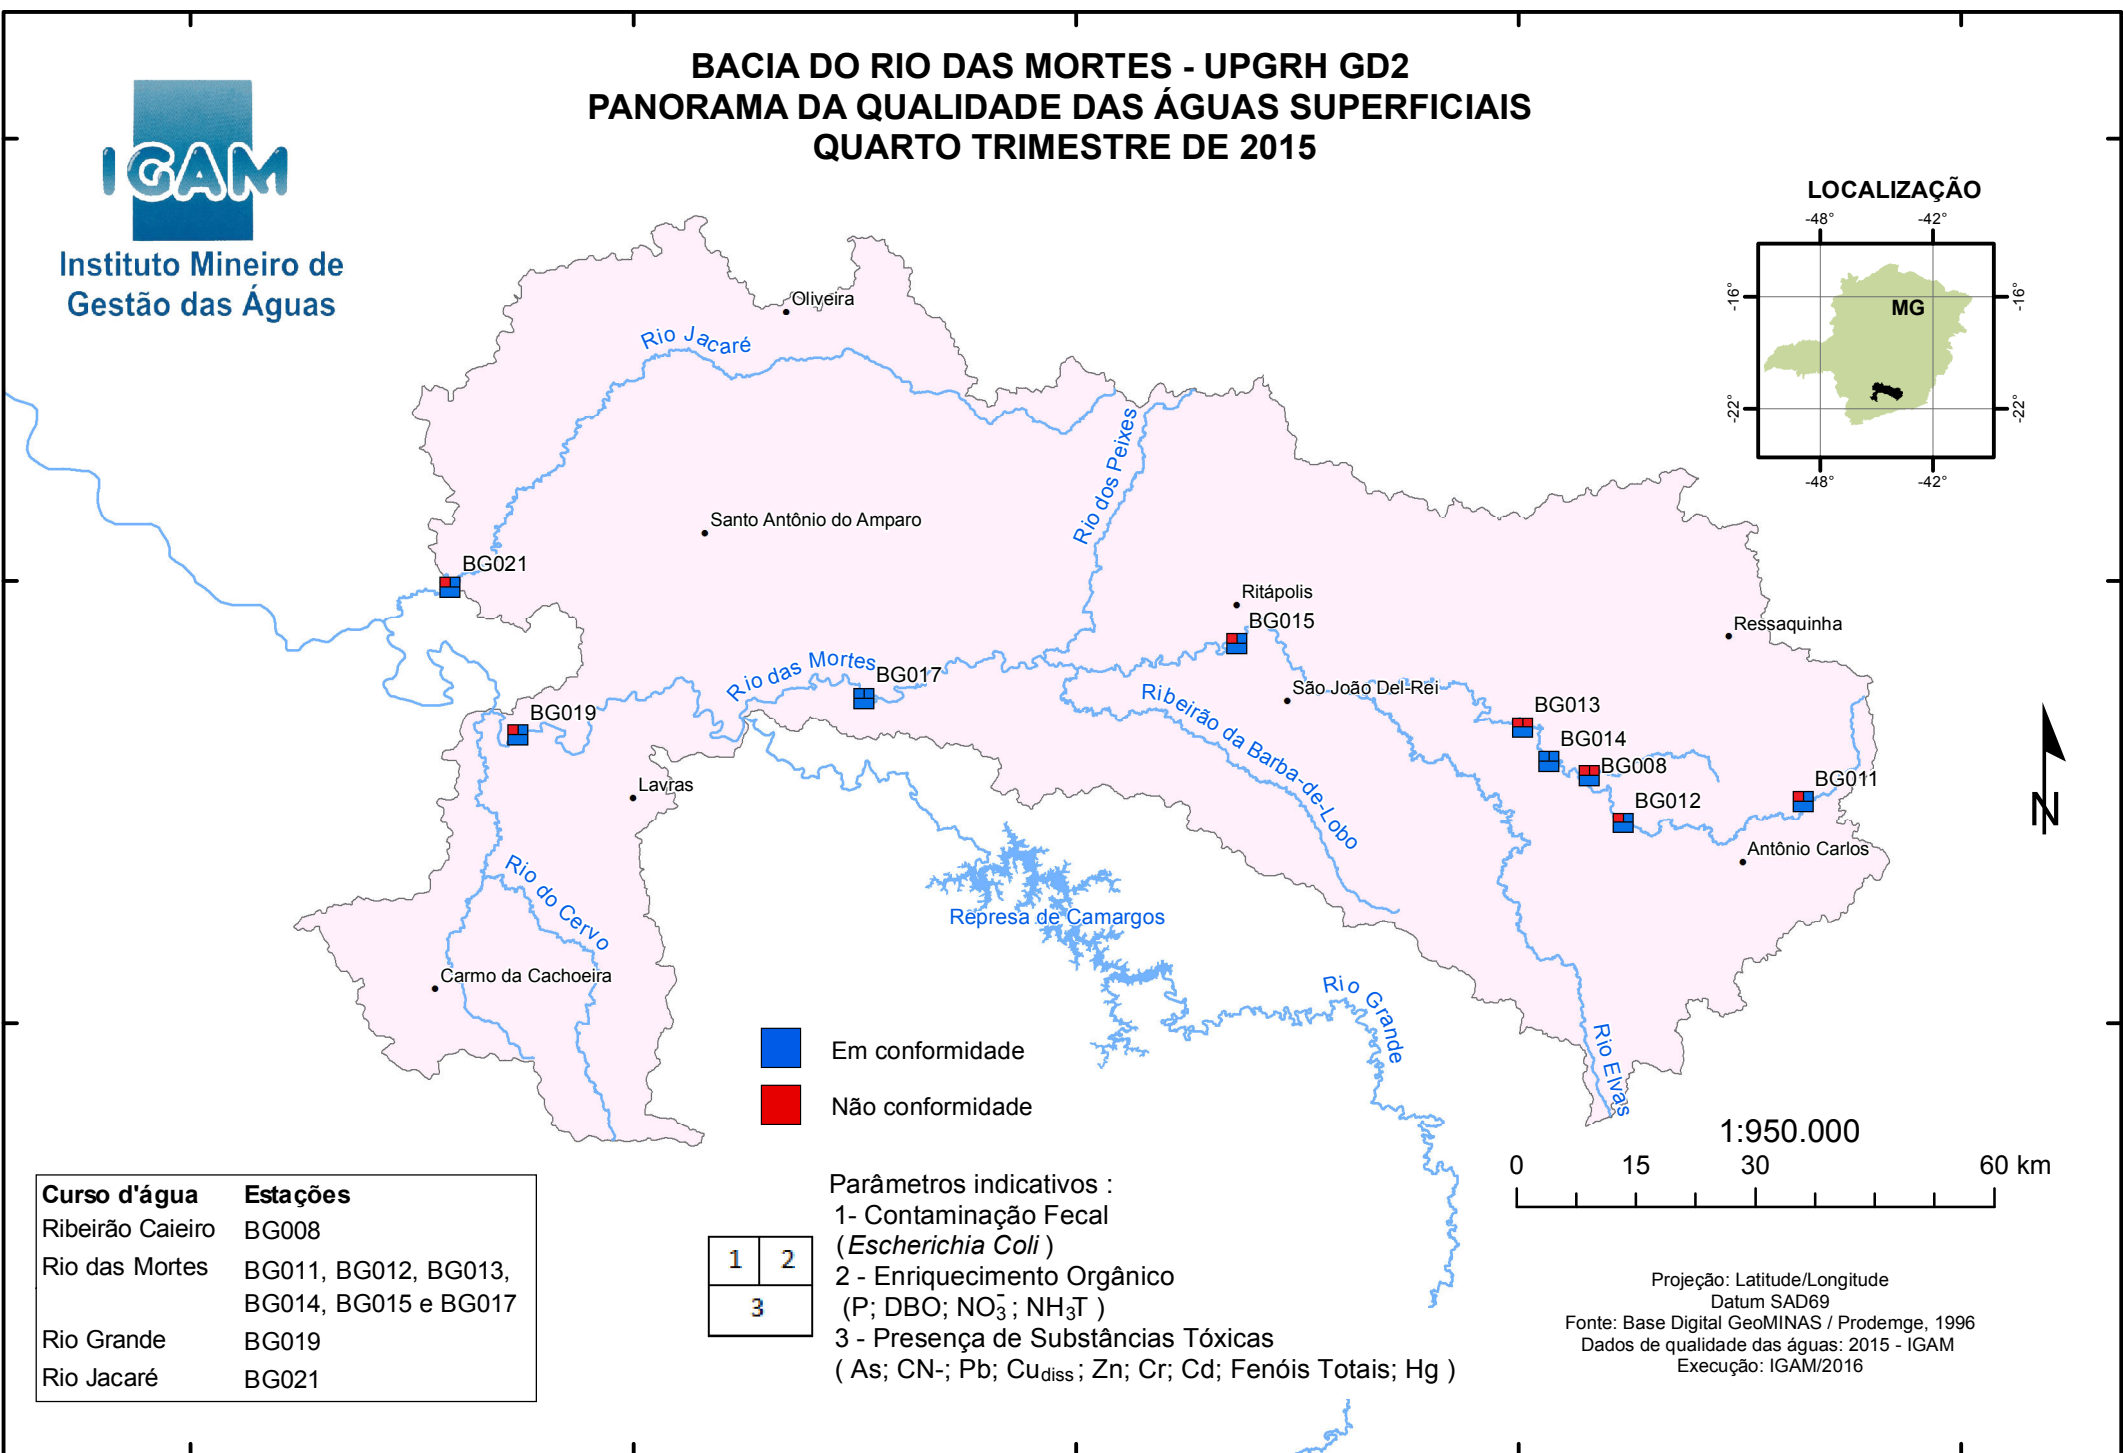 BACIA DO RIO DAS MORTES - UPGRH GD2
PANORAMA DA QUALIDADE DAS ÁGUAS SUPERFICIAIS
QUARTO TRIMESTRE DE 2015
IGAM
Instituto Mineiro de
Gestão das Águas
LOCALIZAÇÃO
-48° -42°
-16° MG -16°
-22° -22°
-48° -42°
Oliveira
Rio Jacaré
Rio dos Peixes
Santo Antônio do Amparo
BG021
Ritápolis
BG015
Ressaquinha
Rio das Mortes
BG017
São João Del-Rei
Ribeirão da Barba-de-Lobo
BG019
BG013
BG014
BG008
BG011
BG012
Lavras
Antônio Carlos
Rio do Cervo
Represa de Camargos
Carmo da Cachoeira
Rio Grande
Rio Elvas
N
Em conformidade
Não conformidade
1:950.000
0 15 30 60 km
Curso d'água Estações
Ribeirão Caieiro BG008
Rio das Mortes BG011, BG012, BG013,
BG014, BG015 e BG017
Rio Grande BG019
Rio Jacaré BG021
1 2
3
Parâmetros indicativos :
1- Contaminação Fecal
(Escherichia Coli )
2 - Enriquecimento Orgânico
(P; DBO; NO3-; NH3T )
3 - Presença de Substâncias Tóxicas
( As; CN-; Pb; Cudiss; Zn; Cr; Cd; Fenóis Totais; Hg )
Projeção: Latitude/Longitude
Datum SAD69
Fonte: Base Digital GeoMINAS / Prodemge, 1996
Dados de qualidade das águas: 2015 - IGAM
Execução: IGAM/2016